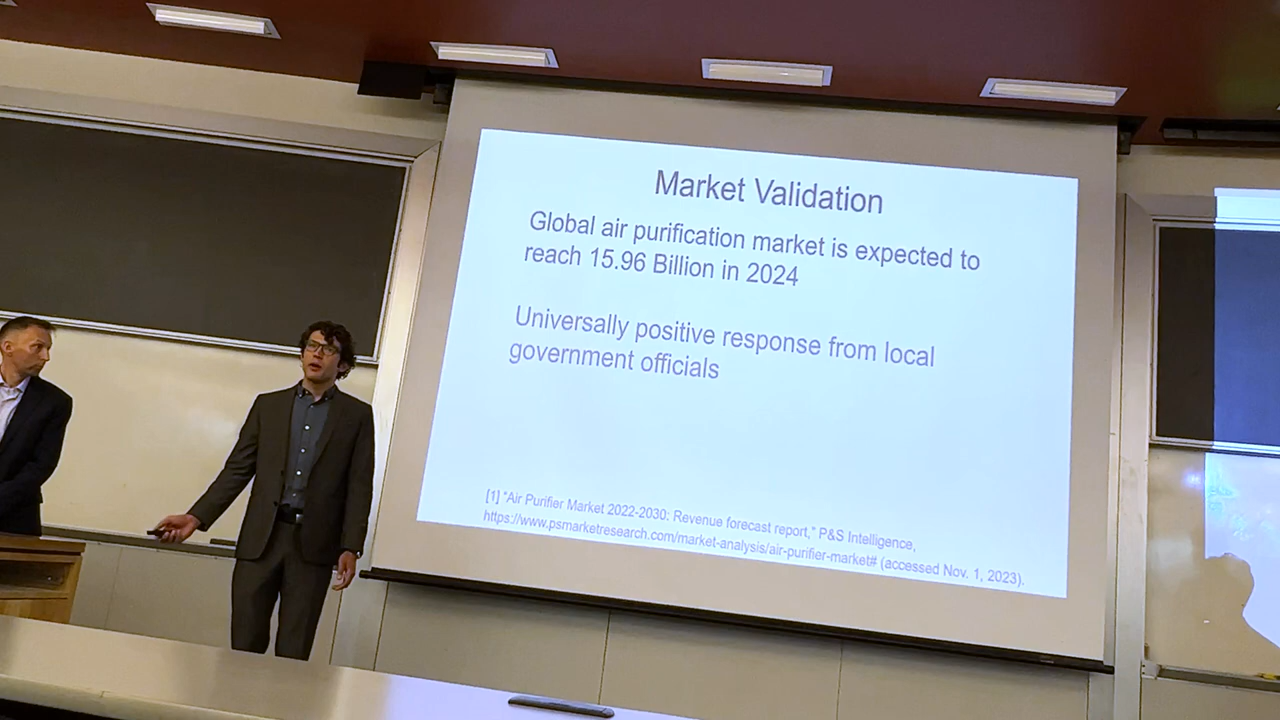 Market Validation
Global air purification market is expected to
reach 15.96 Billion in 2024
Universally positive response from local
government officials
[1] "Air Purifier Market 2022-2030: Revenue forecast report," P&S Intelligence,
https://www.psmarketresearch.com/market-analysis/air-purifier-market# (accessed Nov. 1, 2023).